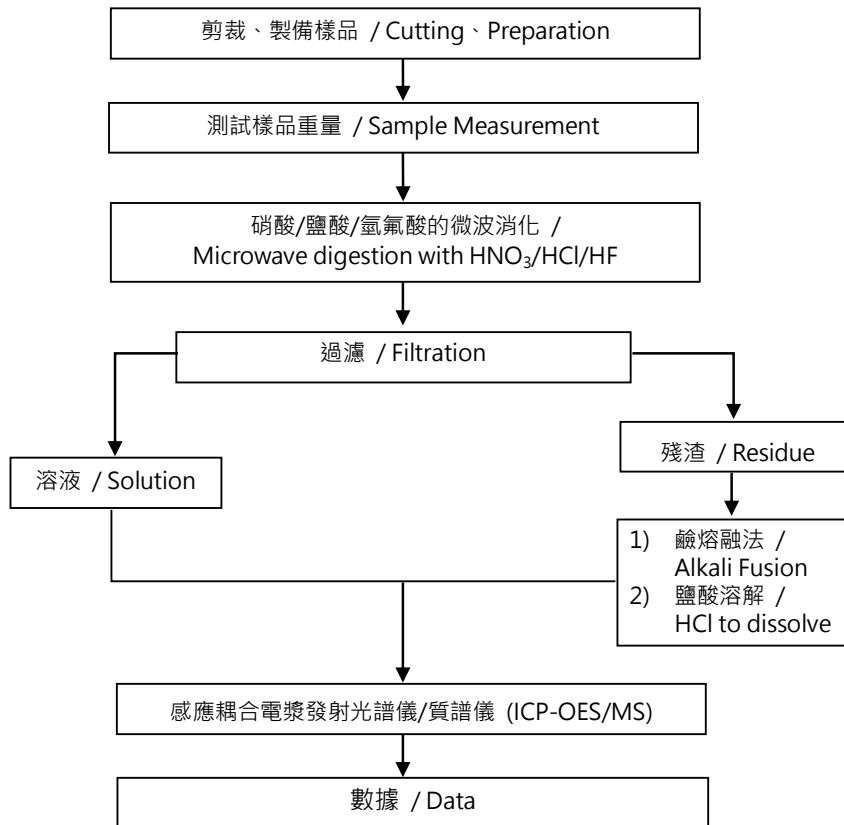 剪裁、製備樣品 / Cutting、Preparation
測試樣品重量 / Sample Measurement
硝酸/鹽酸/氫氟酸的微波消化 /
Microwave digestion with HNO₃/HCl/HF
過濾 / Filtration
溶液 / Solution
殘渣 / Residue
1) 鹼熔融法 /
Alkali Fusion
2) 鹽酸溶解 /
HCl to dissolve
感應耦合電漿發射光譜儀/質譜儀 (ICP-OES/MS)
數據 / Data